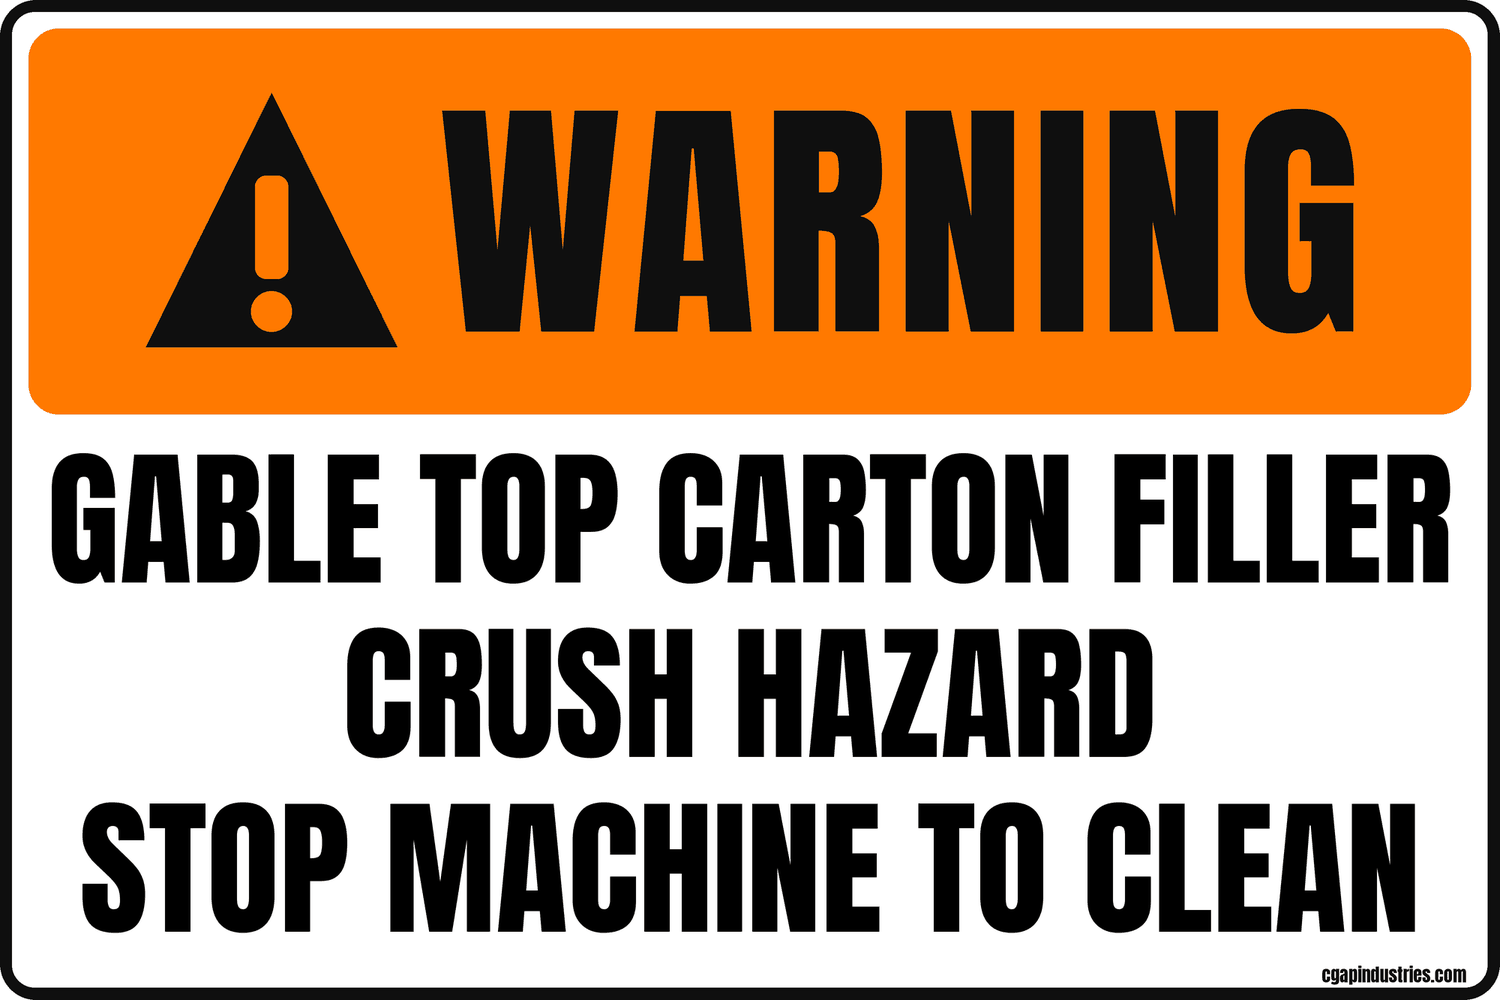 WARNING
GABLE TOP CARTON FILLER
CRUSH HAZARD
STOP MACHINE TO CLEAN
cgapindustries.com